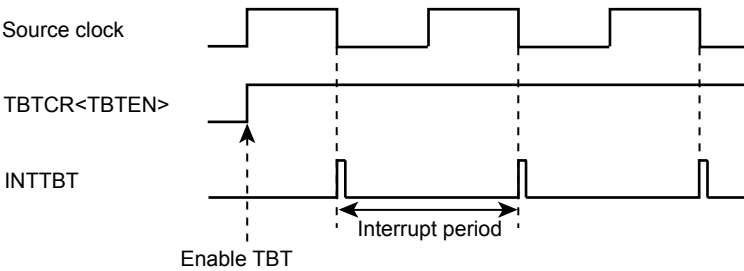 Source clock
TBTCR<TBTEN>
INTTBT
Interrupt period
Enable TBT